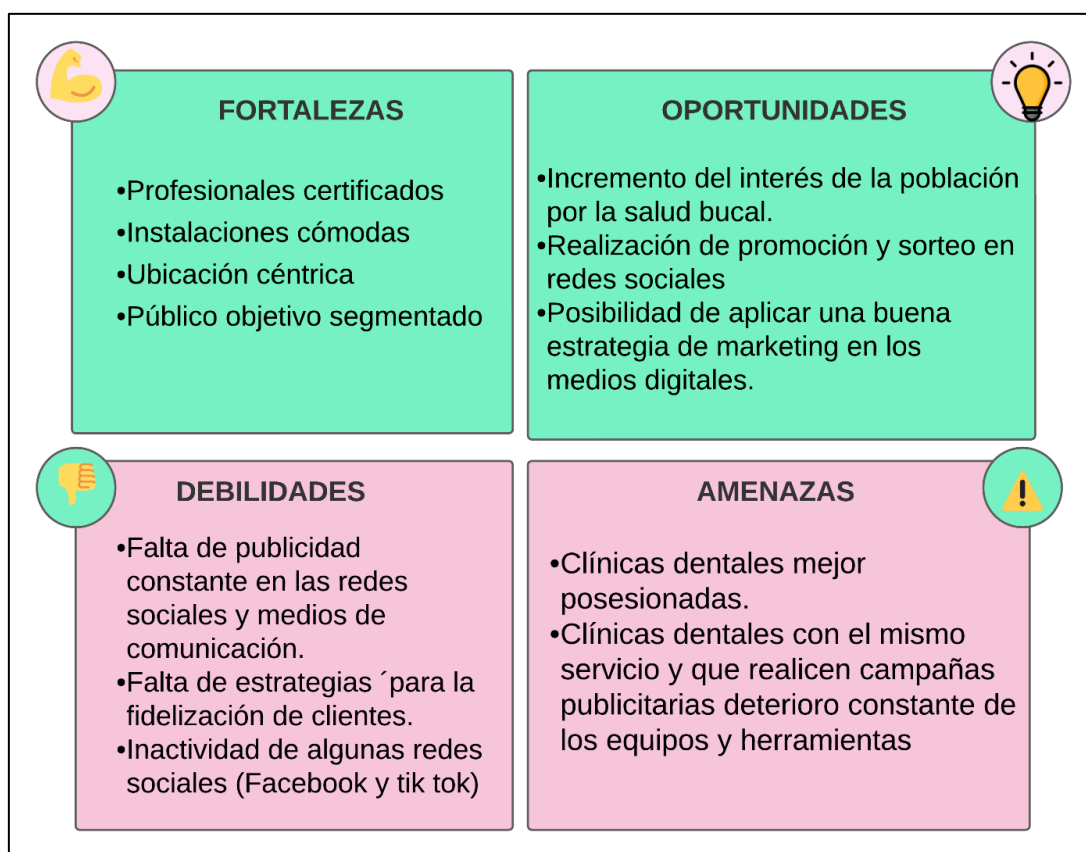 FORTALEZAS
•Profesionales certificados
•Instalaciones cómodas
•Ubicación céntrica
•Público objetivo segmentado
OPORTUNIDADES
•Incremento del interés de la población
por la salud bucal.
•Realización de promoción y sorteo en
redes sociales
•Posibilidad de aplicar una buena
estrategia de marketing en los
medios digitales.
DEBILIDADES
•Falta de publicidad
constante en las redes
sociales y medios de
comunicación.
•Falta de estrategias ´para la
fidelización de clientes.
•Inactividad de algunas redes
sociales (Facebook y tik tok)
AMENAZAS
•Clínicas dentales mejor
posesionadas.
•Clínicas dentales con el mismo
servicio y que realicen campañas
publicitarias deterioro constante de
los equipos y herramientas